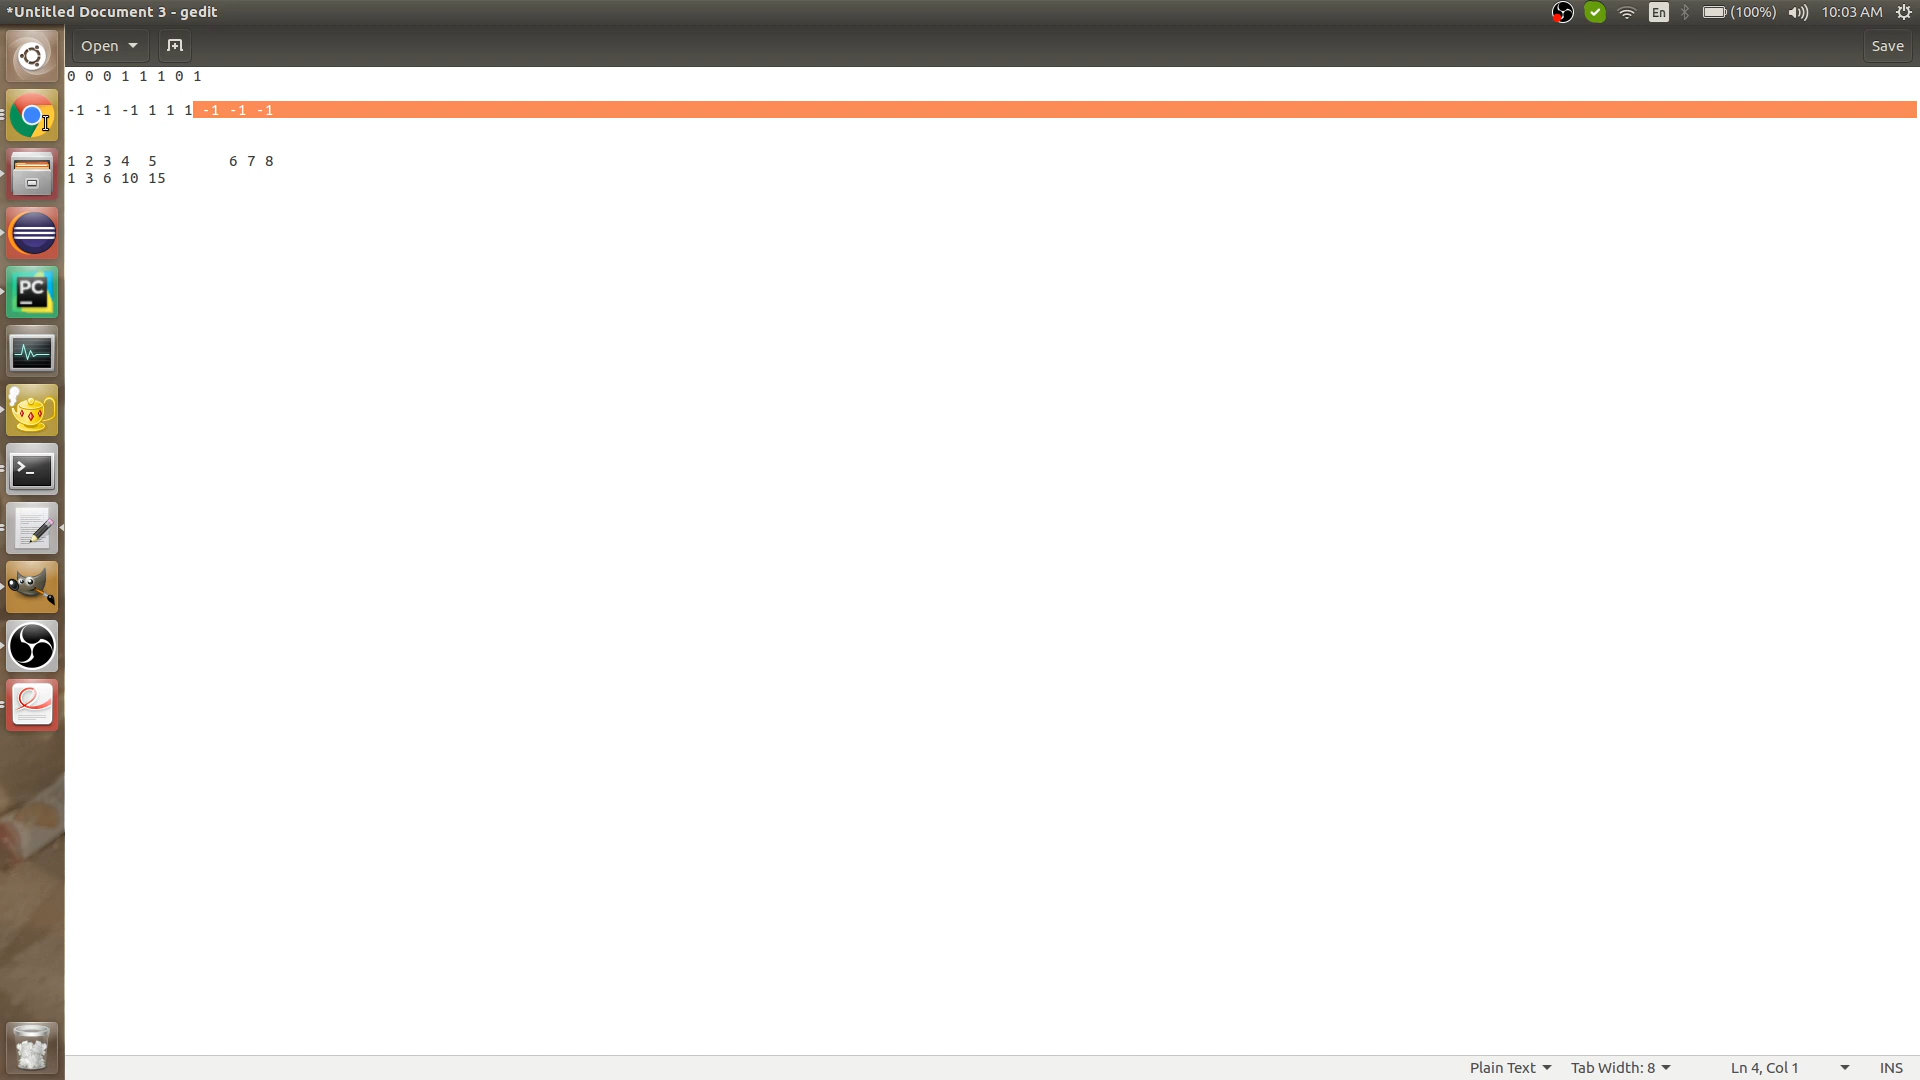 *Untitled Document 3 - gedit
En
(100%)
10:03 AM
Open
Save
0 0 0 1 1 1 0 1
-1 -1 -1 1 1 1 -1 -1 -1
1 2 3 4  5        6 7 8
1 3 6 10 15
PC
>_
Plain Text
Tab Width: 8
Ln 4, Col 1
INS